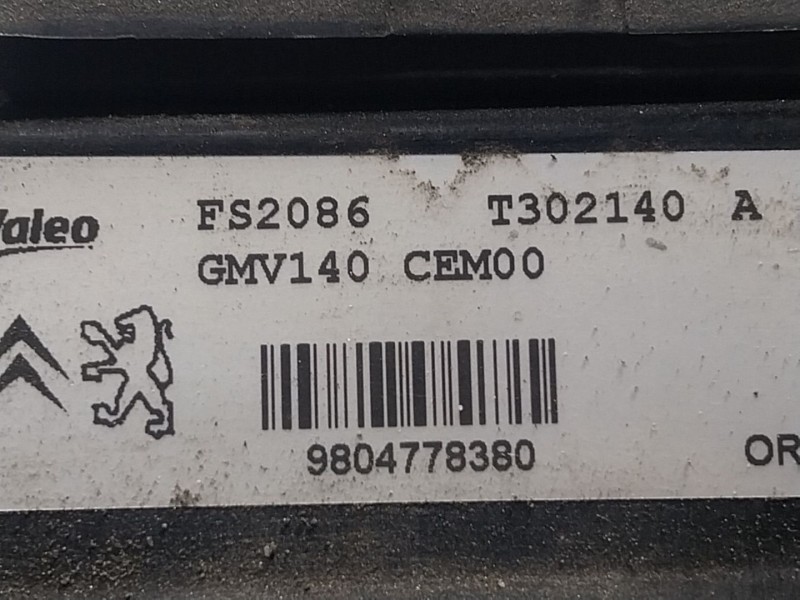 Valeo FS2086 T302140 A
GMV140 CEM00
9804778380
OR